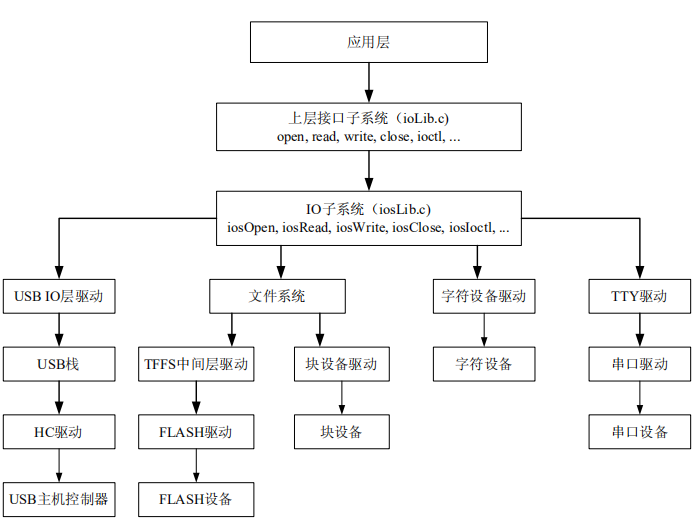 应用层
上层接口子系统（ioLib.c)
open, read, write, close, ioctl, ...
IO子系统（iosLib.c)
iosOpen, iosRead, iosWrite, iosClose, iosIoctl, ...
USB IO层驱动
文件系统
字符设备驱动
TTY驱动
USB栈
TFFS中间层驱动
块设备驱动
字符设备
串口驱动
HC驱动
FLASH驱动
块设备
串口设备
USB主机控制器
FLASH设备